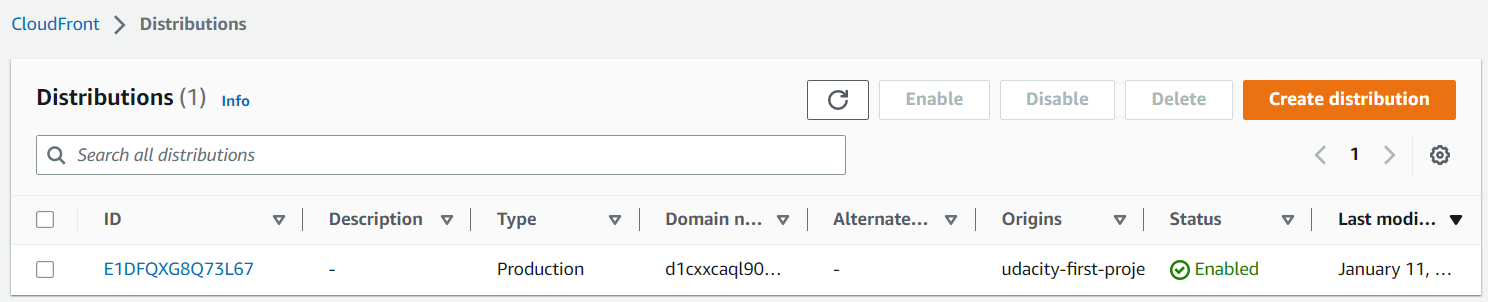 CloudFront > Distributions
Distributions (1) Info
Enable Disable Delete Create distribution
Search all distributions
1
ID Description Type Domain n... Alternate... Origins Status Last modi...
E1DFQXG8Q73L67 - Production d1cxxcaql90... - udacity-first-proje Enabled January 11, ...